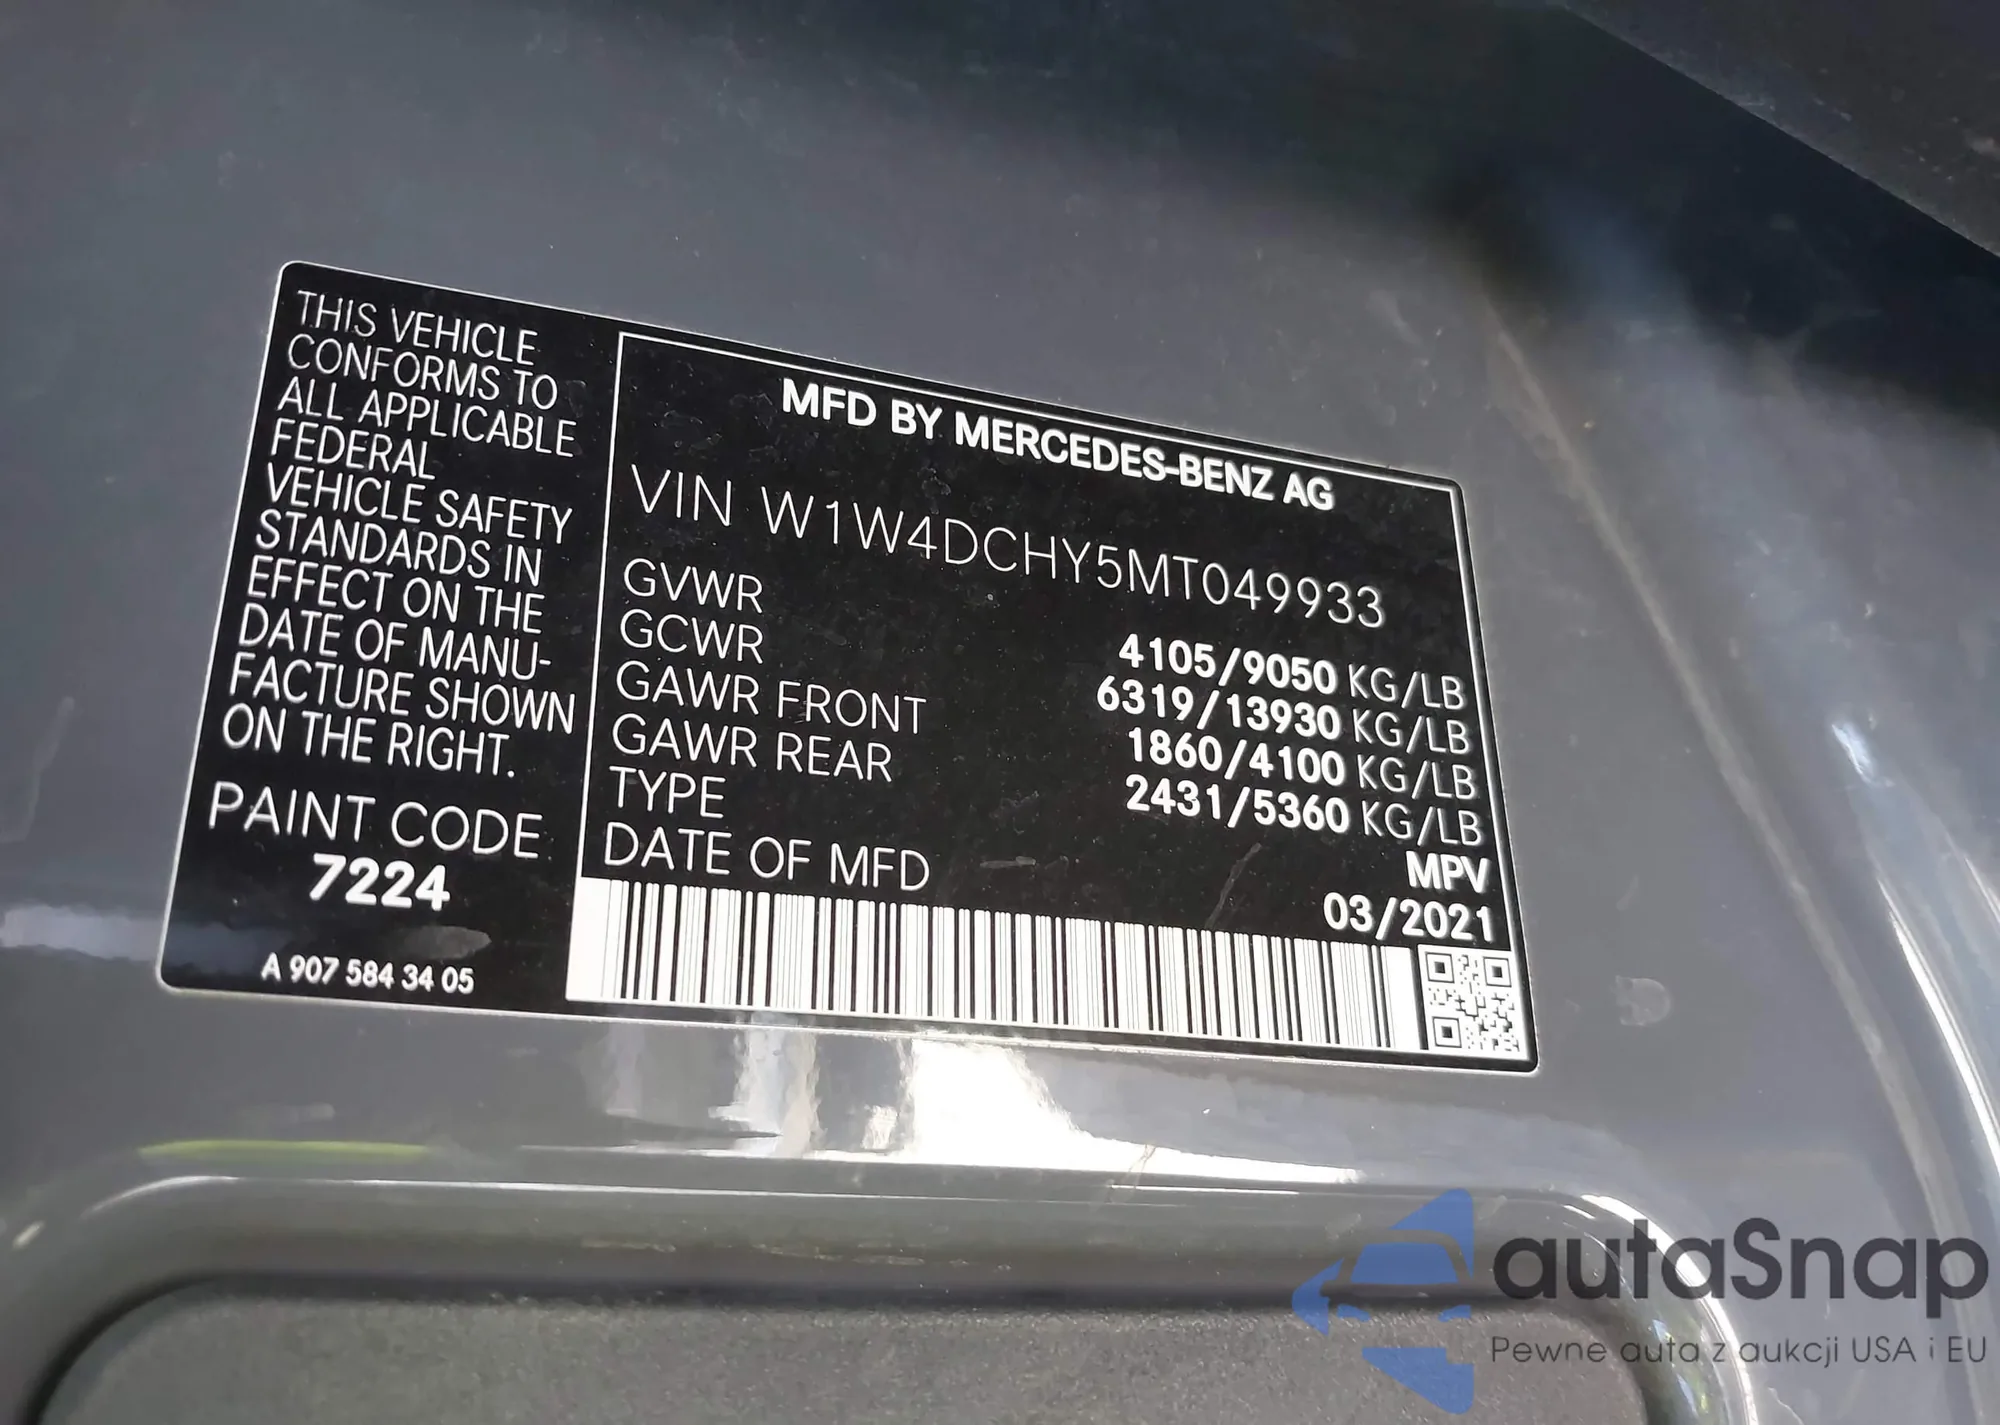 THIS VEHICLE
CONFORMS TO
ALL APPLICABLE
FEDERAL
VEHICLE SAFETY
STANDARDS IN
EFFECT ON THE
DATE OF MANU-
FACTURE SHOWN
ON THE RIGHT.
PAINT CODE
7224
A 907 584 34 05
MFD BY MERCEDES-BENZ AG
VIN W1W4DCHY5MT049933
GVWR 4105/9050 KG/LB
GCWR 6319/13930 KG/LB
GAWR FRONT 1860/4100 KG/LB
GAWR REAR 2431/5360 KG/LB
TYPE MPV
DATE OF MFD 03/2021
autaSnap
Pewne auta z aukcji USA i EU